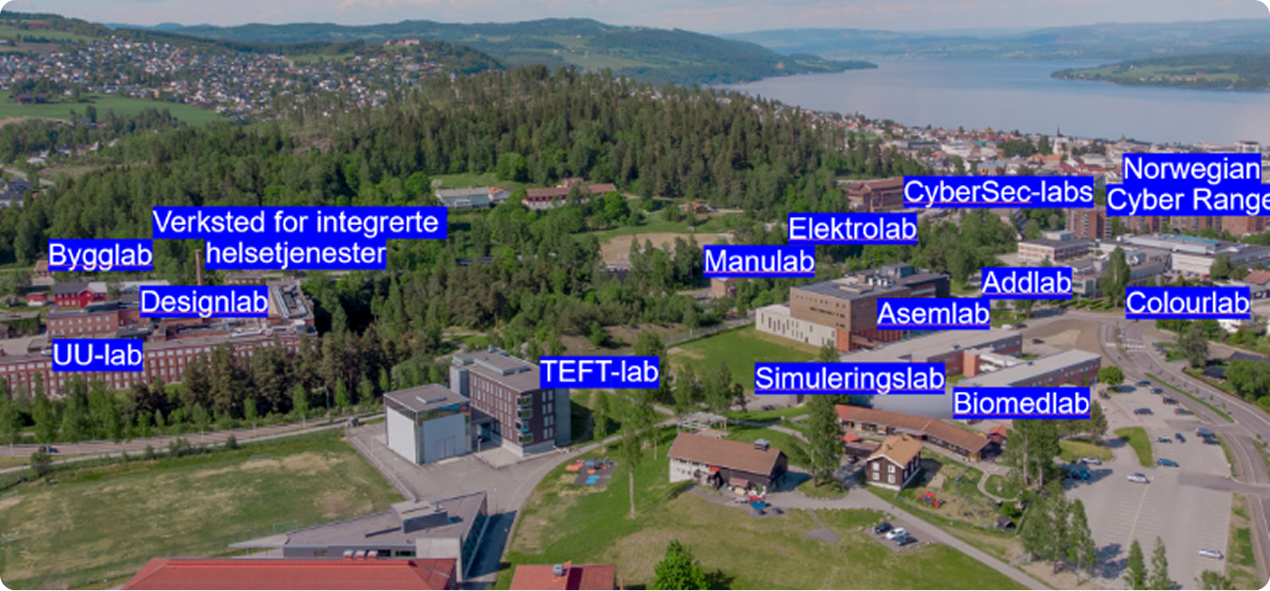 Norwegian
Cyber Range
CyberSec-labs
Verksted for integrerte
helsetjenester
Elektrolab
Bygglab
Manulab
Addlab
Designlab
Colourlab
Asemlab
UU-lab
TEFT-lab
Simuleringslab
Biomedlab